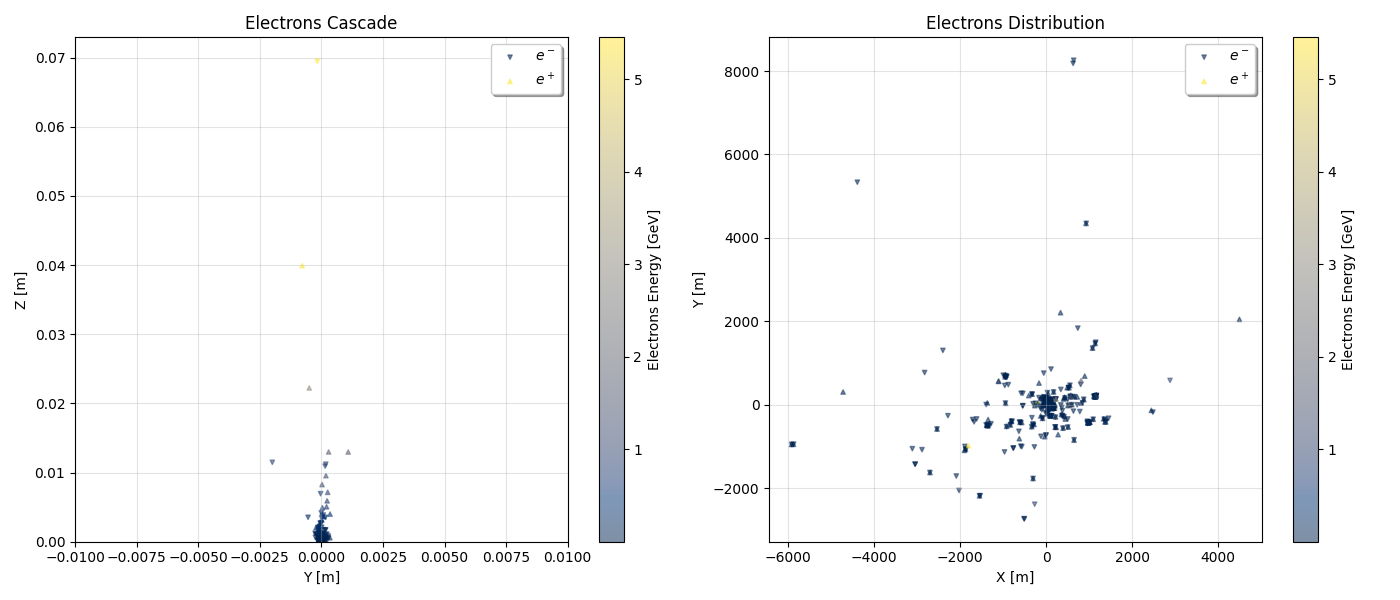 Electrons Cascade
e⁻
e⁺
0.07
0.06
0.05
0.04
0.03
0.02
0.01
0.00
Z [m]
−0.0100 −0.0075 −0.0050 −0.0025 0.0000 0.0025 0.0050 0.0075 0.0100
Y [m]
5
4
3
2
1
Electrons Energy [GeV]
Electrons Distribution
e⁻
e⁺
8000
6000
4000
2000
0
−2000
Y [m]
−6000 −4000 −2000 0 2000 4000
X [m]
5
4
3
2
1
Electrons Energy [GeV]